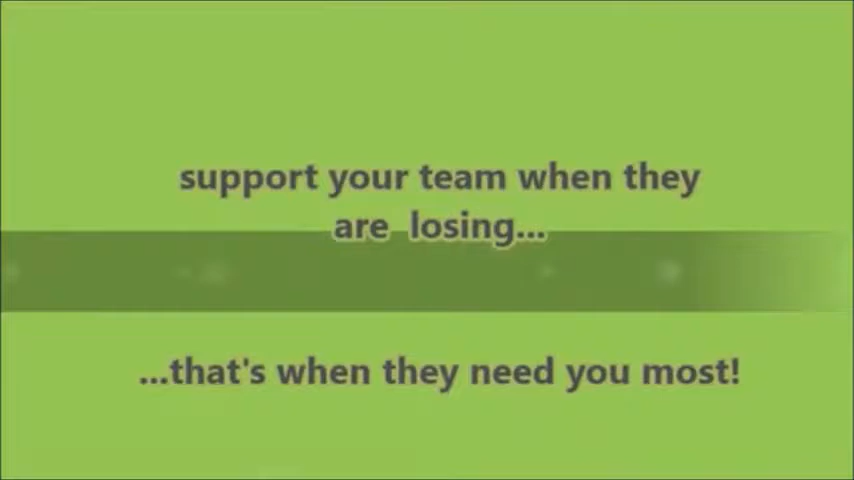 support your team when they
are losing...
...that's when they need you most!